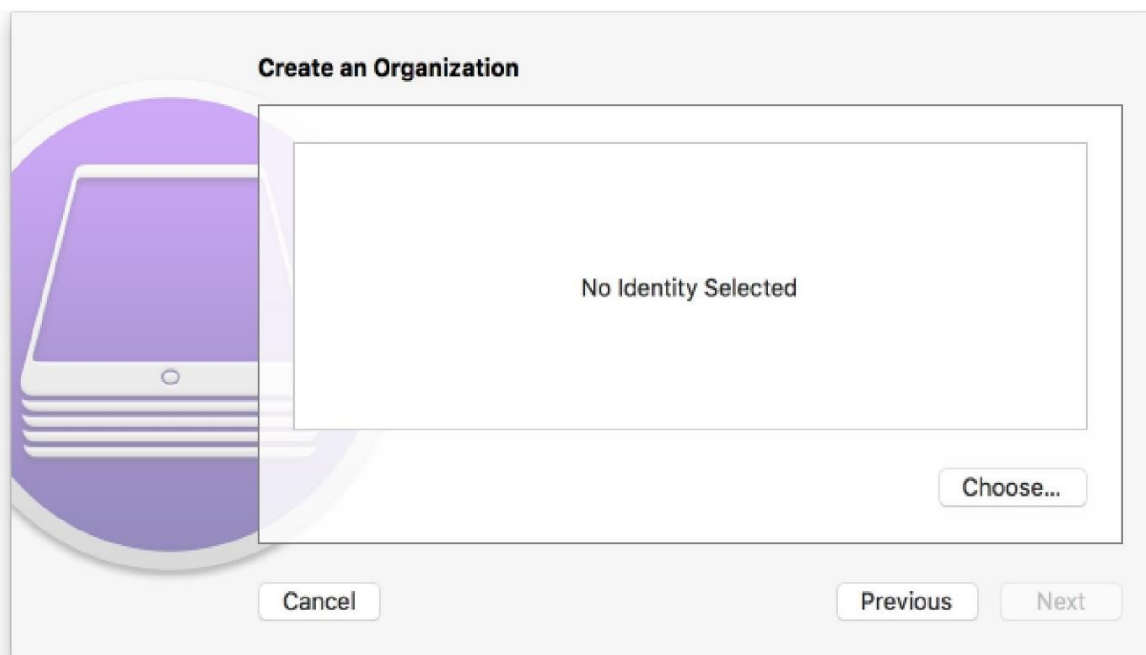 Create an Organization
No Identity Selected
Choose...
Cancel
Previous
Next